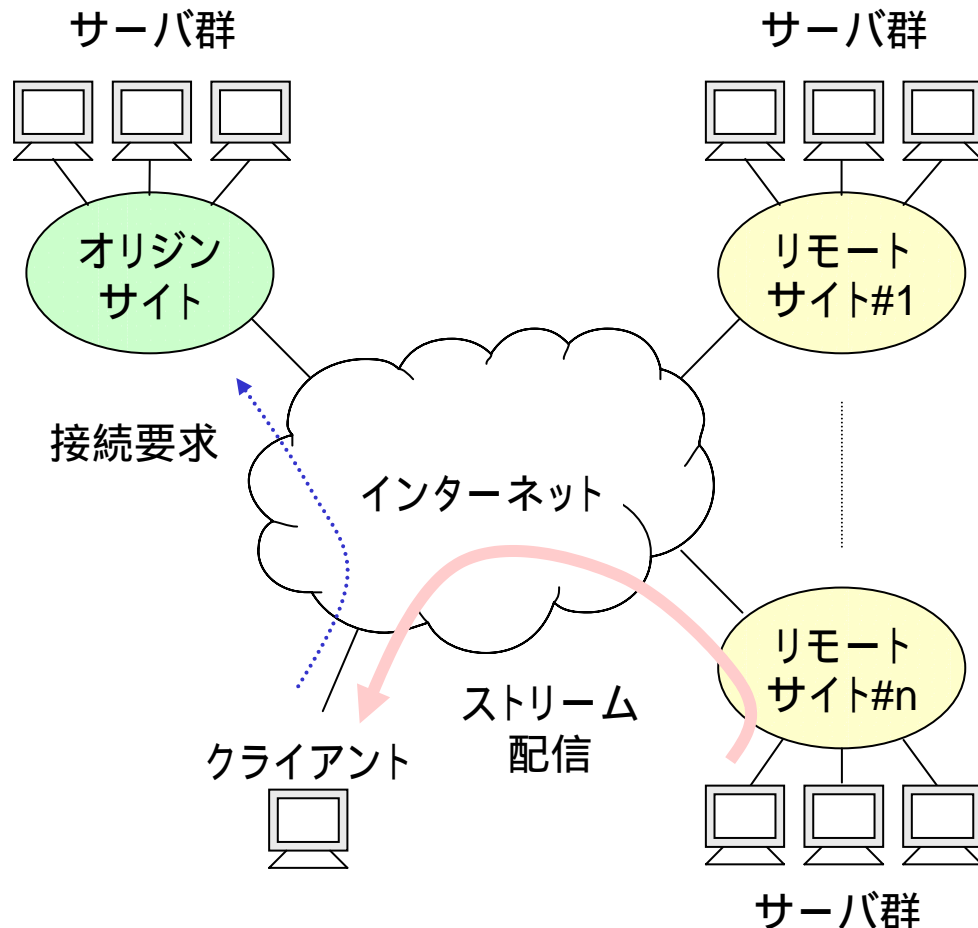 サーバ群
サーバ群
オリジン
サイト
リモート
サイト#1
接続要求
インターネット
リモート
サイト#n
ストリーム
配信
クライアント
サーバ群